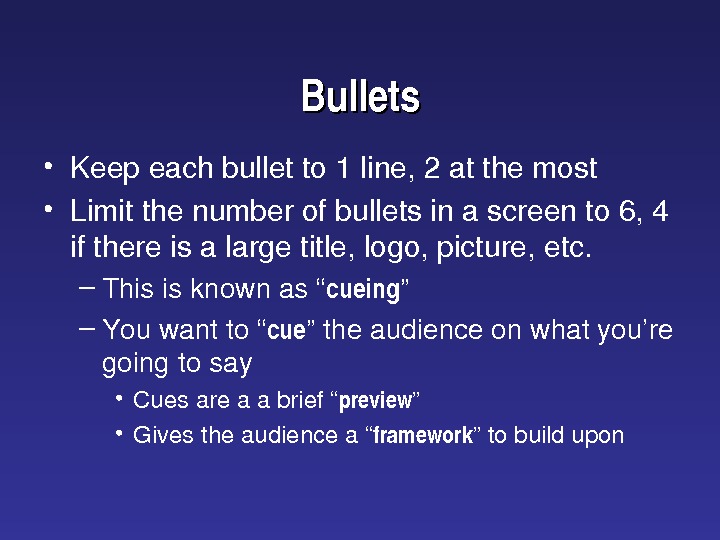 Bullets
• Keep each bullet to 1 line, 2 at the most
• Limit the number of bullets in a screen to 6, 4
if there is a large title, logo, picture, etc.
– This is known as “cueing”
– You want to “cue” the audience on what you’re
going to say
• Cues are a a brief “preview”
• Gives the audience a “framework” to build upon